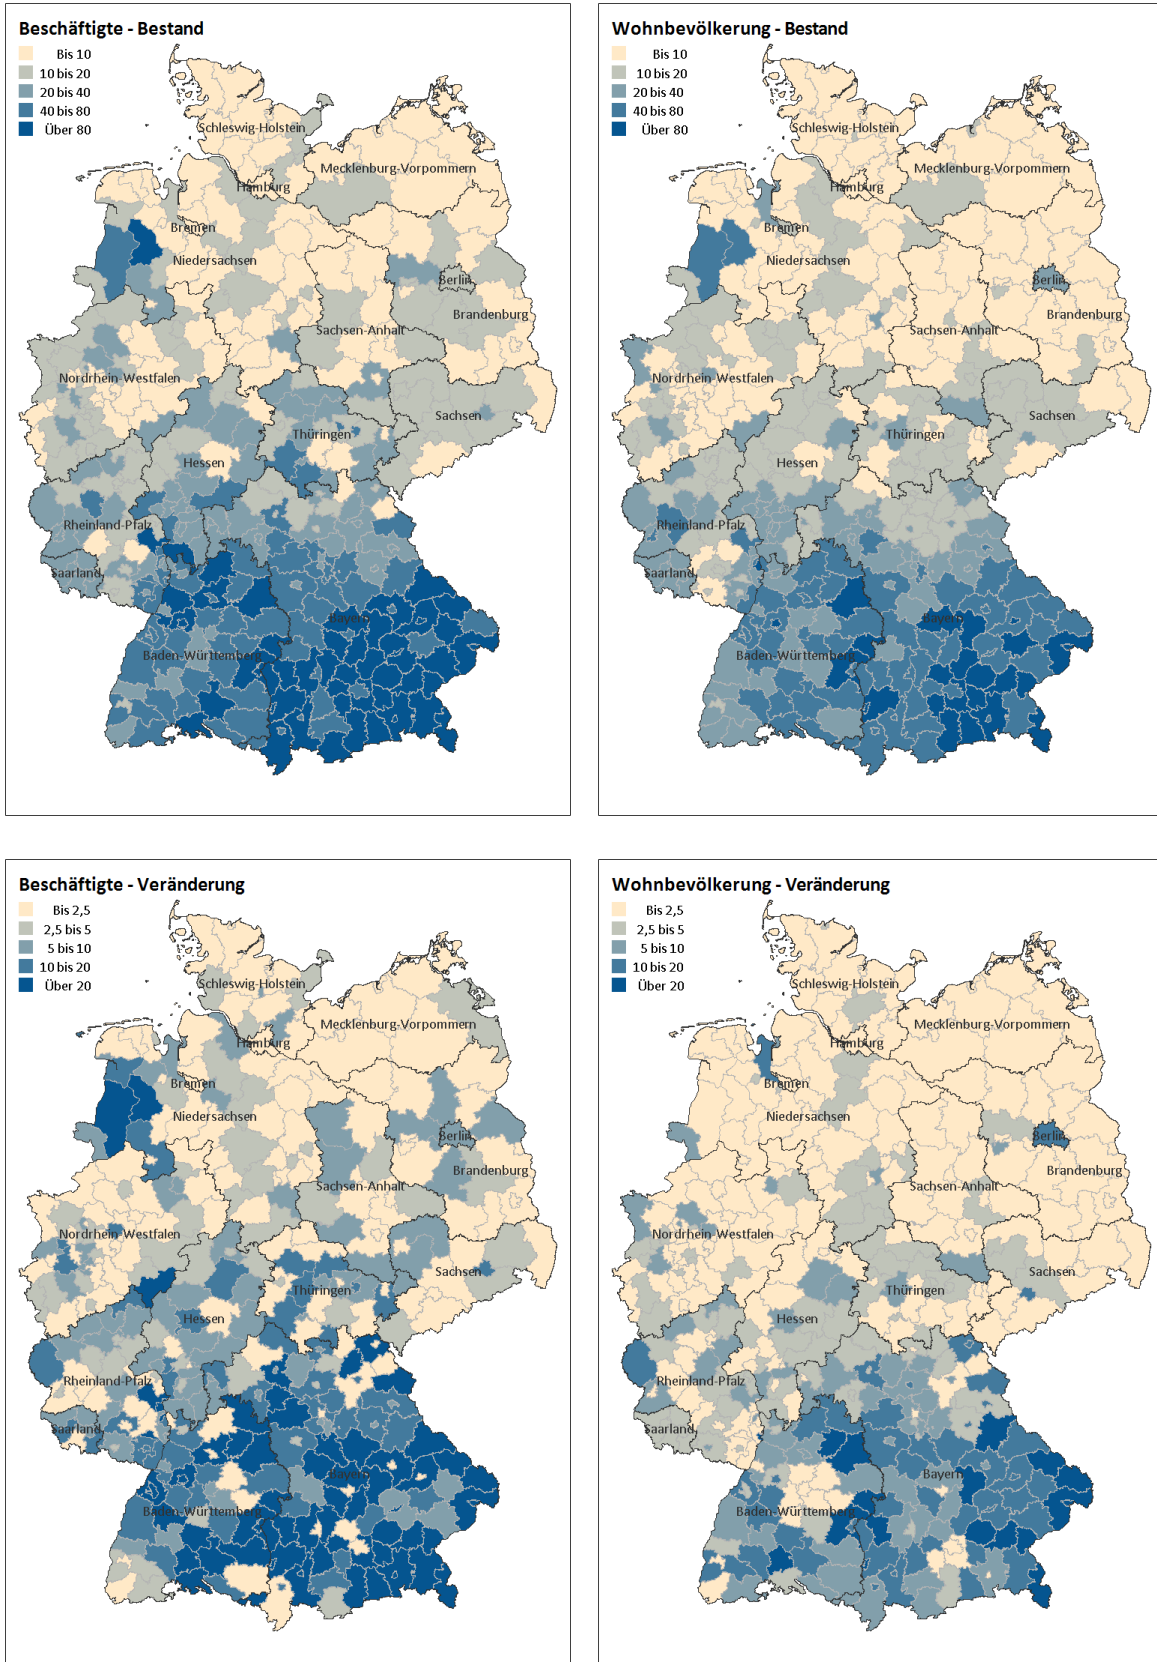 Beschäftigte - Bestand
Bis 10
10 bis 20
20 bis 40
40 bis 80
Über 80
Schleswig-Holstein
Mecklenburg-Vorpommern
Hamburg
Bremen
Niedersachsen
Berlin
Brandenburg
Sachsen-Anhalt
Nordrhein-Westfalen
Sachsen
Thüringen
Hessen
Rheinland-Pfalz
Saarland
Bayern
Baden-Württemberg
Wohnbevölkerung - Bestand
Bis 10
10 bis 20
20 bis 40
40 bis 80
Über 80
Schleswig-Holstein
Mecklenburg-Vorpommern
Hamburg
Bremen
Niedersachsen
Berlin
Brandenburg
Sachsen-Anhalt
Nordrhein-Westfalen
Sachsen
Thüringen
Hessen
Rheinland-Pfalz
Saarland
Bayern
Baden-Württemberg
Beschäftigte - Veränderung
Bis 2,5
2,5 bis 5
5 bis 10
10 bis 20
Über 20
Schleswig-Holstein
Mecklenburg-Vorpommern
Hamburg
Bremen
Niedersachsen
Berlin
Brandenburg
Sachsen-Anhalt
Nordrhein-Westfalen
Sachsen
Thüringen
Hessen
Rheinland-Pfalz
Saarland
Bayern
Baden-Württemberg
Wohnbevölkerung - Veränderung
Bis 2,5
2,5 bis 5
5 bis 10
10 bis 20
Über 20
Schleswig-Holstein
Mecklenburg-Vorpommern
Hamburg
Bremen
Niedersachsen
Berlin
Brandenburg
Sachsen-Anhalt
Nordrhein-Westfalen
Sachsen
Thüringen
Hessen
Rheinland-Pfalz
Saarland
Bayern
Baden-Württemberg